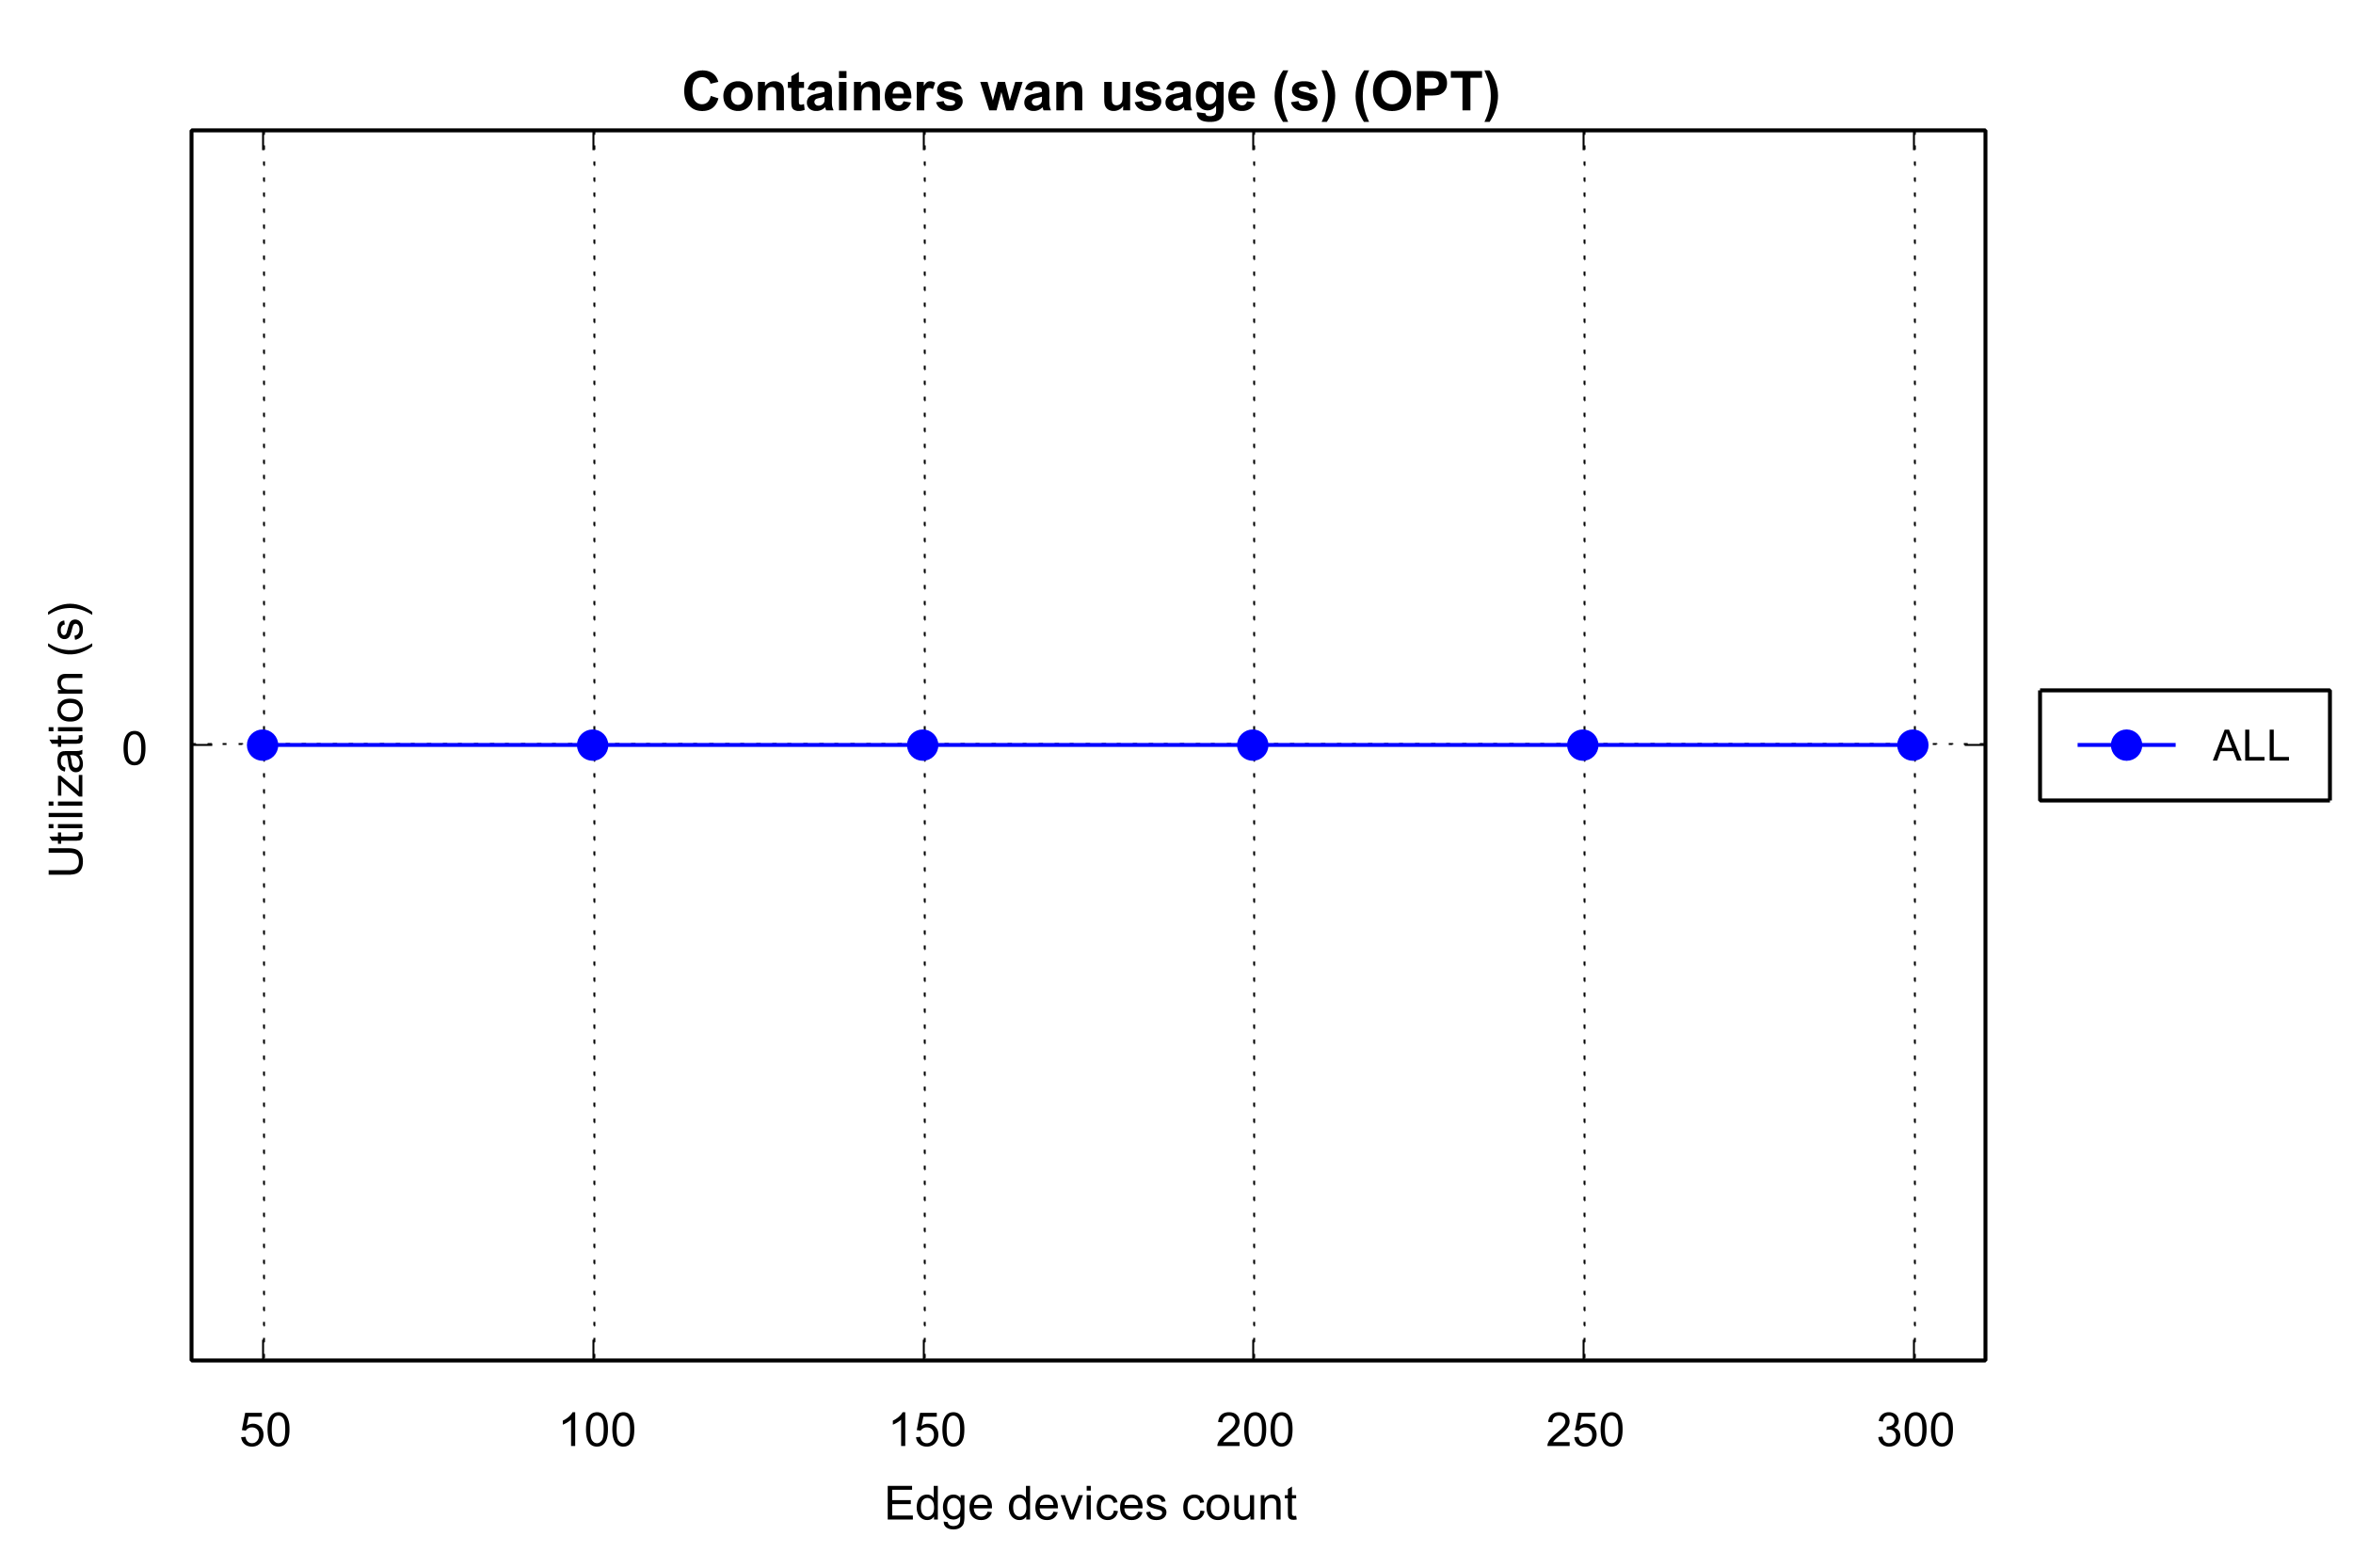 Containers wan usage (s) (OPT)
Utilization (s)
0
ALL
50 100 150 200 250 300
Edge devices count